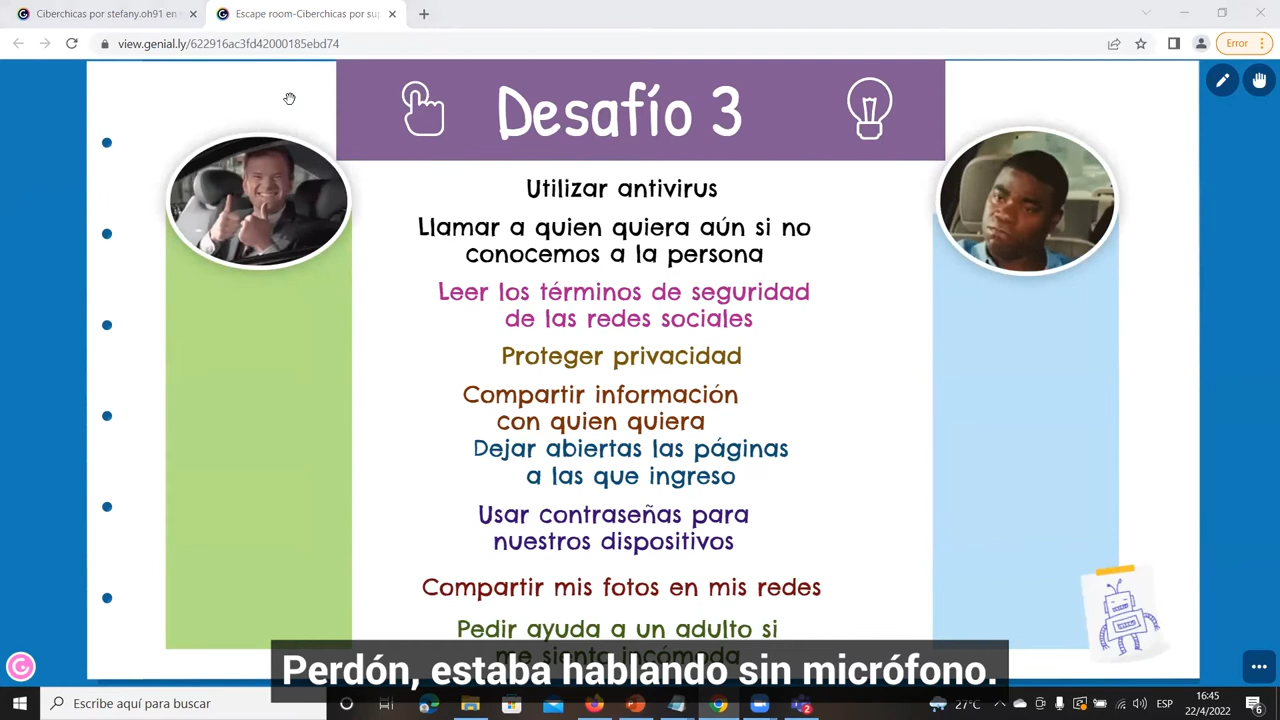 Ciberchicas por stefany.oh91 en
Escape room-Ciberchicas por su
view.genial.ly/622916ac3fd42000185ebd74
Error
Desafío 3
Utilizar antivirus
Llamar a quien quiera aún si no
conocemos a la persona
Leer los términos de seguridad
de las redes sociales
Proteger privacidad
Compartir información
con quien quiera
Dejar abiertas las páginas
a las que ingreso
Usar contraseñas para
nuestros dispositivos
Compartir mis fotos en mis redes
Pedir ayuda a un adulto si
me sienta incómoda
Perdón, estaba hablando sin micrófono.
Escribe aquí para buscar
27°C
ESP
16:45
22/4/2022
6